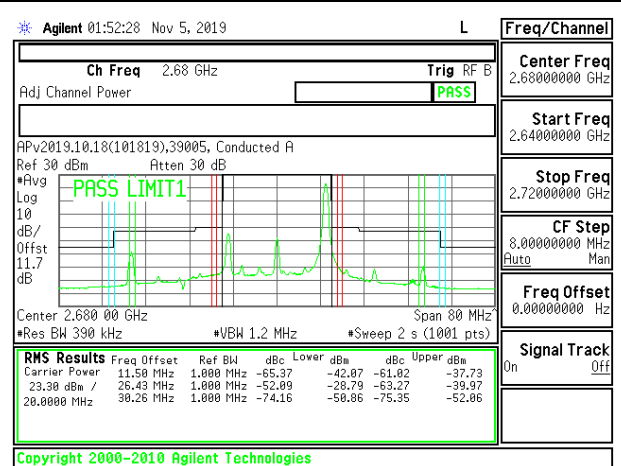 Agilent 01:52:28 Nov 5, 2019 L
Freq/Channel
Ch Freq 2.68 GHz Trig RF B
Adj Channel Power PASS
Center Freq
2.68000000 GHz
Start Freq
2.64000000 GHz
Stop Freq
2.72000000 GHz
CF Step
8.00000000 MHz
Auto Man
Freq Offset
0.00000000 Hz
Signal Track
On Off
APv2019.10.18(101819),39005, Conducted A
Ref 30 dBm Atten 30 dB
#Avg
Log
10
dB/
Offst
11.7
dB
PASS LIMIT1
Center 2.680 00 GHz Span 80 MHz^
#Res BW 390 kHz #VBW 1.2 MHz #Sweep 2 s (1001 pts)
RMS Results Freq Offset Ref BW dBc Lower dBm dBc Upper dBm
Carrier Power 11.50 MHz 1.000 MHz -65.37 -42.07 -61.02 -37.73
23.30 dBm / 26.43 MHz 1.000 MHz -52.09 -28.79 -63.27 -39.97
20.0000 MHz 30.26 MHz 1.000 MHz -74.16 -50.86 -75.35 -52.06
Copyright 2000-2010 Agilent Technologies